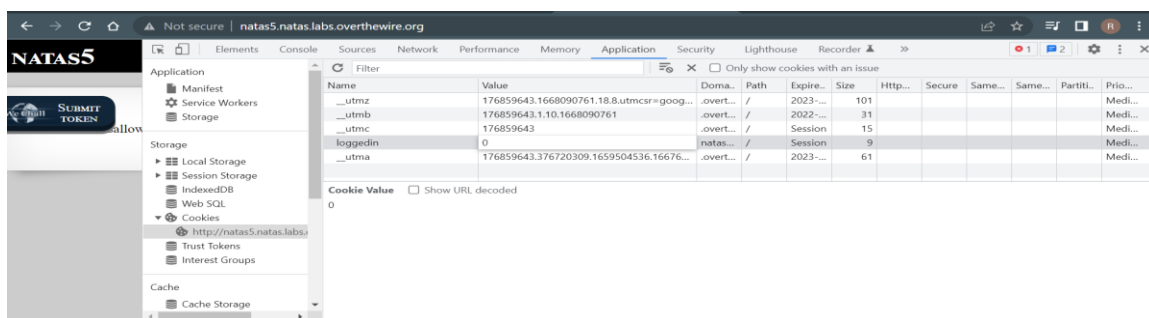 Not secure | natas5.natas.labs.overthewire.org
R
NATAS5
SUBMIT
TOKEN
allow
Elements Console Sources Network Performance Memory Application Security Lighthouse Recorder » 1 2
Application
Manifest
Service Workers
Storage
Storage
Local Storage
Session Storage
IndexedDB
Web SQL
Cookies
http://natas5.natas.labs.
Trust Tokens
Interest Groups
Cache
Cache Storage
Filter Only show cookies with an issue
Name Value Doma.. Path Expire.. Size Http... Secure Same... Same... Partiti.. Prio...
__utmz 176859643.1668090761.18.8.utmcsr=goog... .overt... / 2023-... 101 Medi...
__utmb 176859643.1.10.1668090761 .overt... / 2022-... 31 Medi...
__utmc 176859643 .overt... / Session 15 Medi...
loggedin 0 natas... / Session 9 Medi...
__utma 176859643.376720309.1659504536.16676... .overt... / 2023-... 61 Medi...
Cookie Value Show URL decoded
0